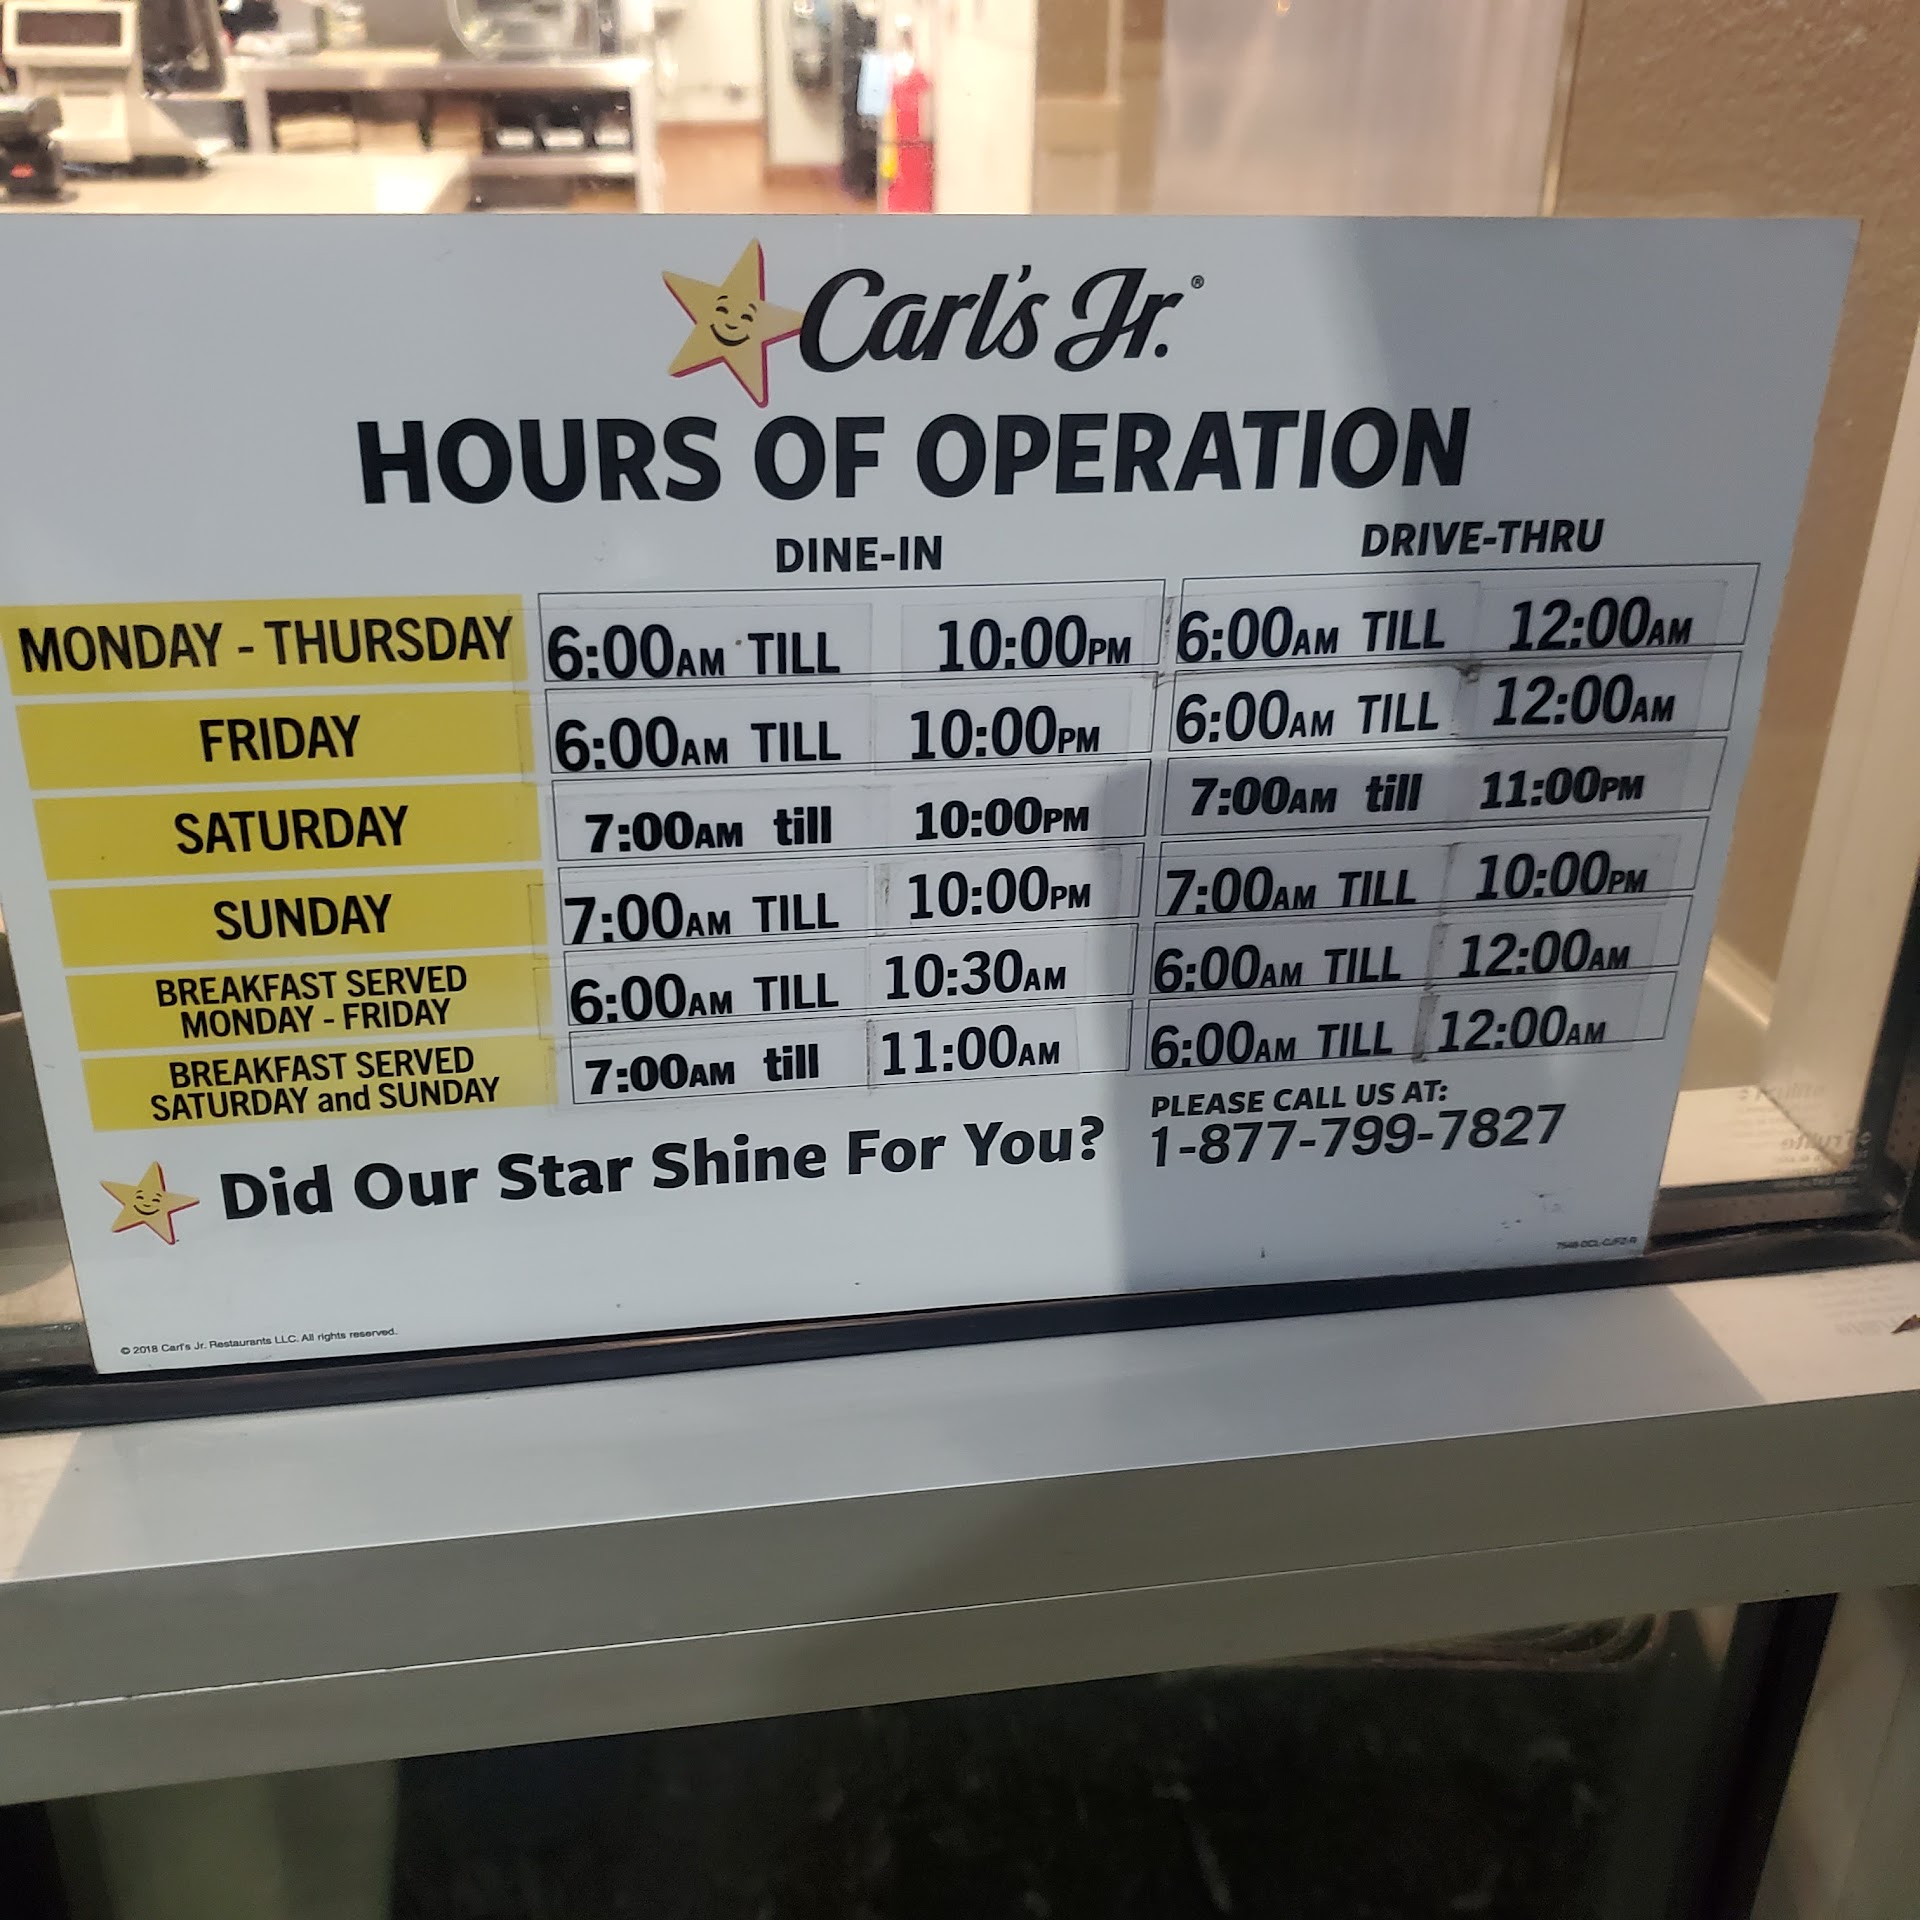 Carl's Jr.®
HOURS OF OPERATION
DINE-IN DRIVE-THRU
MONDAY - THURSDAY 6:00AM TILL 10:00PM 6:00AM TILL 12:00AM
FRIDAY 6:00AM TILL 10:00PM 6:00AM TILL 12:00AM
SATURDAY 7:00AM till 10:00PM 7:00AM till 11:00PM
SUNDAY 7:00AM TILL 10:00PM 7:00AM TILL 10:00PM
BREAKFAST SERVED
MONDAY - FRIDAY 6:00AM TILL 10:30AM 6:00AM TILL 12:00AM
BREAKFAST SERVED
SATURDAY and SUNDAY 7:00AM till 11:00AM 6:00AM TILL 12:00AM
Did Our Star Shine For You?
PLEASE CALL US AT:
1-877-799-7827
© 2018 Carl's Jr. Restaurants LLC. All rights reserved.